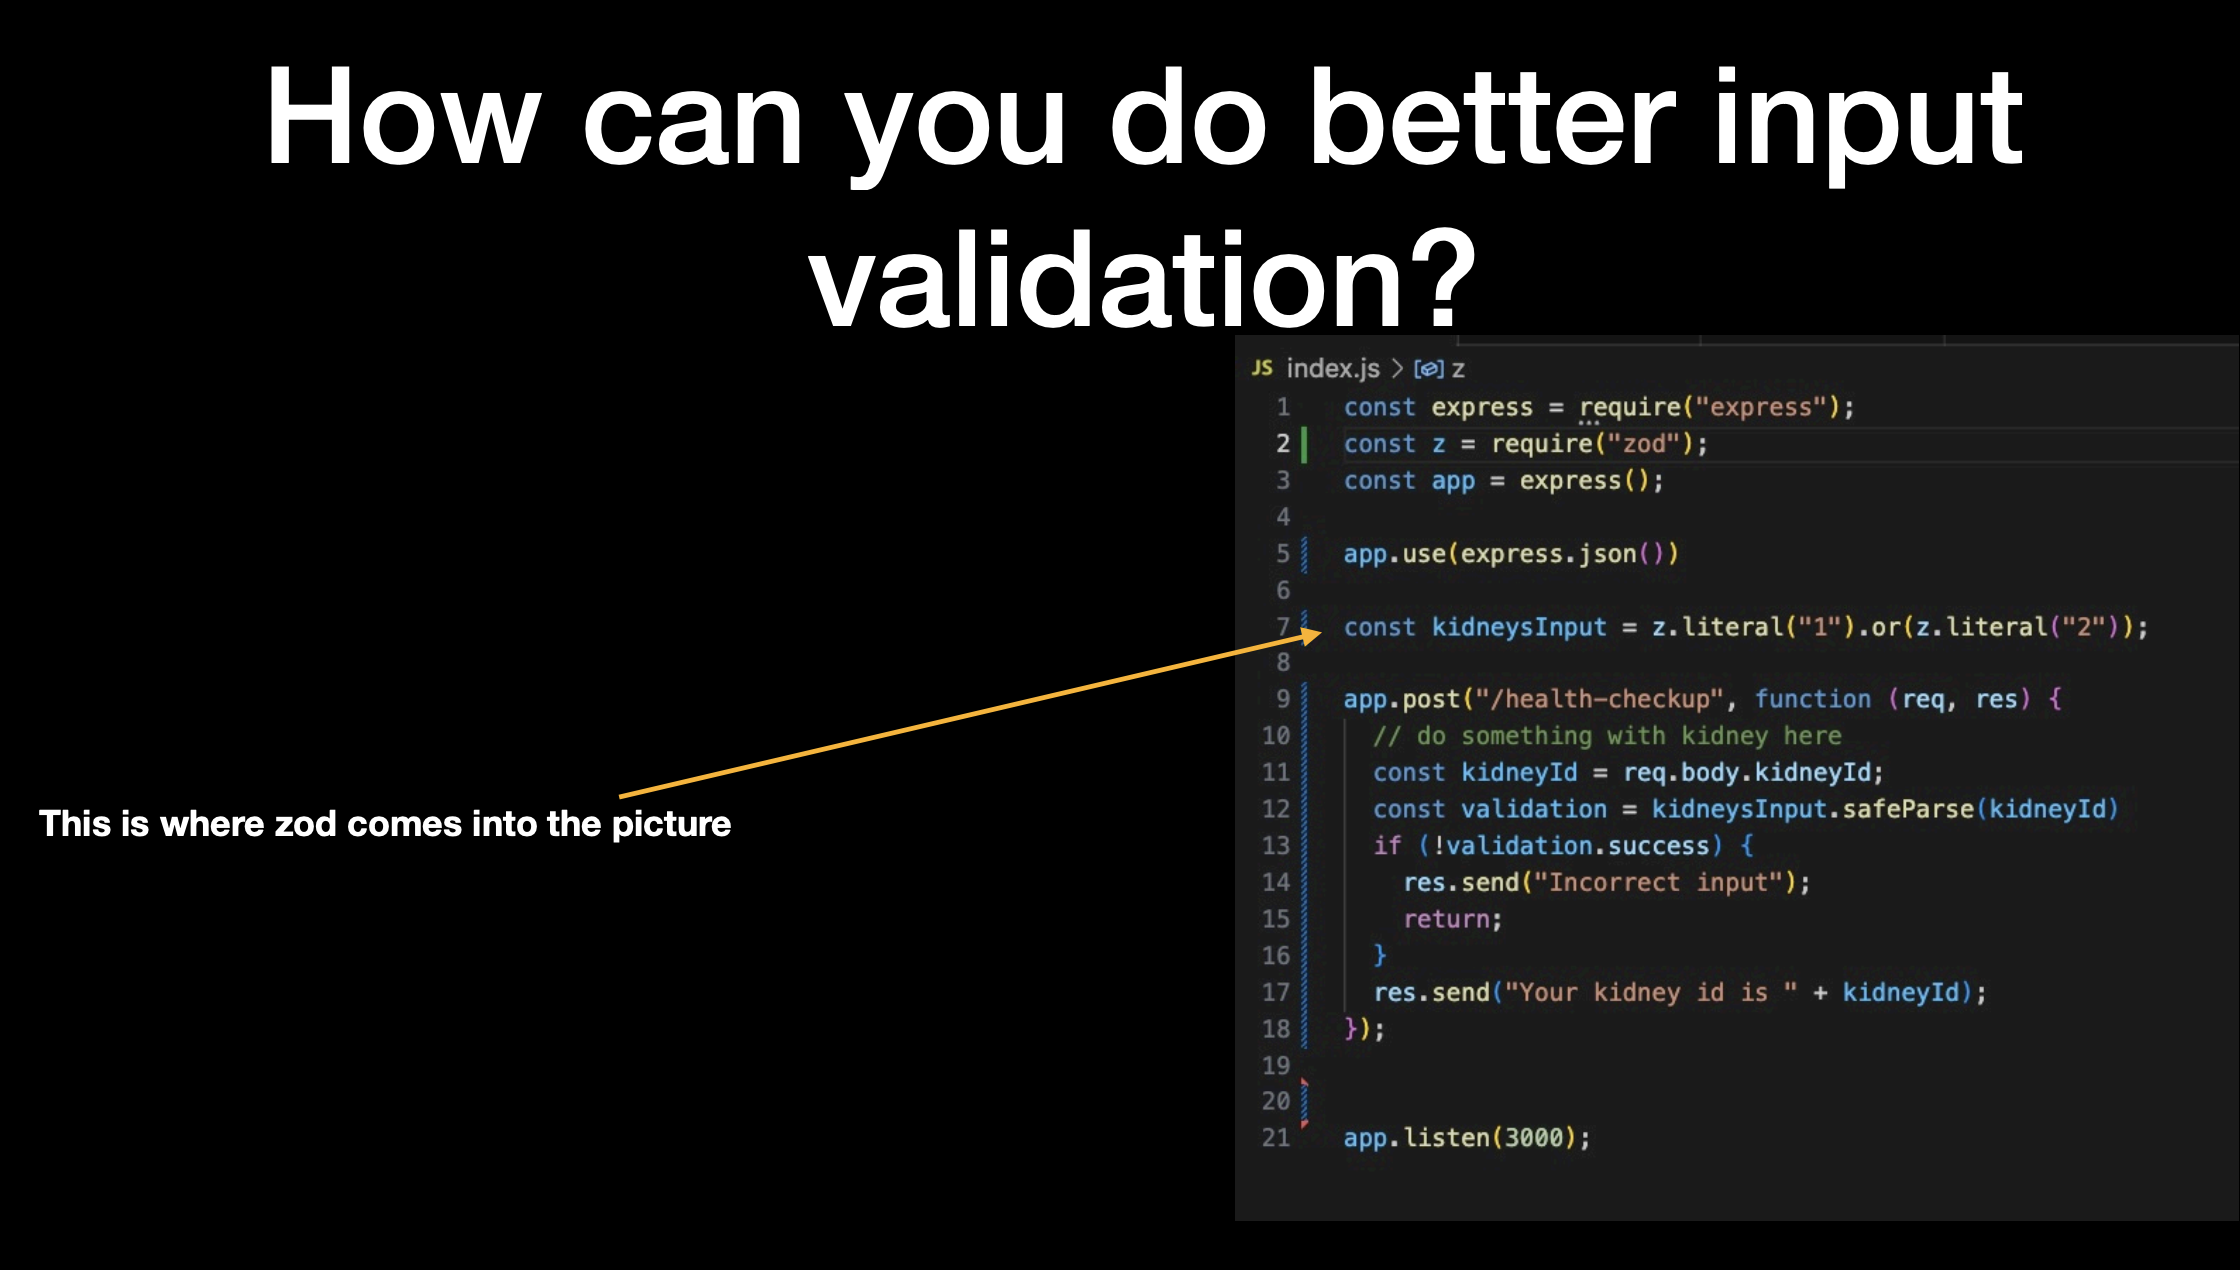 How can you do better input
validation?
JS index.js > z
1 const express = require("express");
2 const z = require("zod");
3 const app = express();
4
5 app.use(express.json())
6
7 const kidneysInput = z.literal("1").or(z.literal("2"));
8
9 app.post("/health-checkup", function (req, res) {
10 // do something with kidney here
11 const kidneyId = req.body.kidneyId;
12 const validation = kidneysInput.safeParse(kidneyId)
13 if (!validation.success) {
14 res.send("Incorrect input");
15 return;
16 }
17 res.send("Your kidney id is " + kidneyId);
18 });
19
20
21 app.listen(3000);
This is where zod comes into the picture